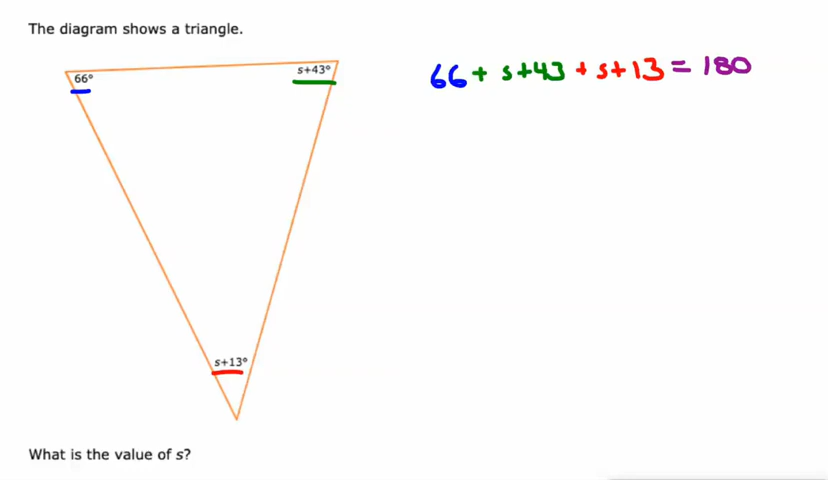 The diagram shows a triangle.
66 + s+43 + s+13 = 180
66°
s+43°
s+13°
What is the value of s?